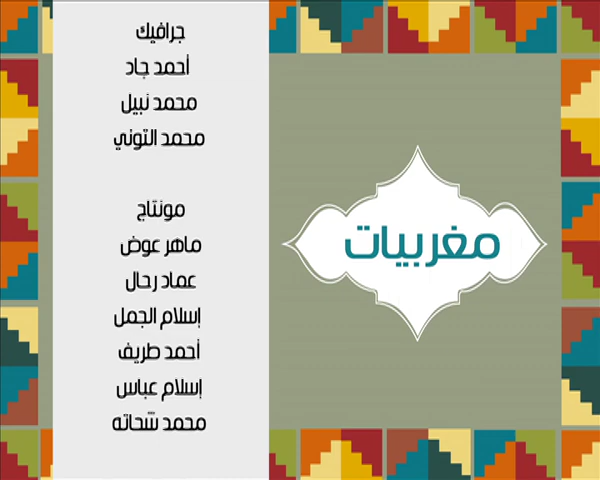 جرافيك
أحمد جاد
محمد نبيل
محمد التوني
مونتاج
ماهر عوض
عماد رحال
إسلام الجمل
أحمد طريف
إسلام عباس
محمد شحاته
مغربيات